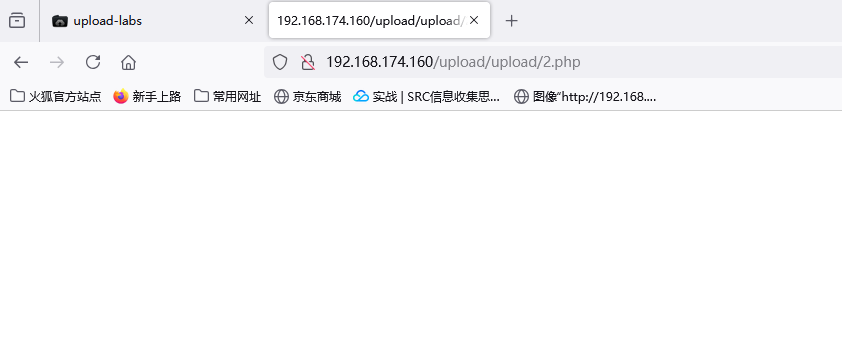 upload-labs
192.168.174.160/upload/upload/
192.168.174.160/upload/upload/2.php
火狐官方站点 新手上路 常用网址 京东商城 实战 | SRC信息收集思... 图像“http://192.168....